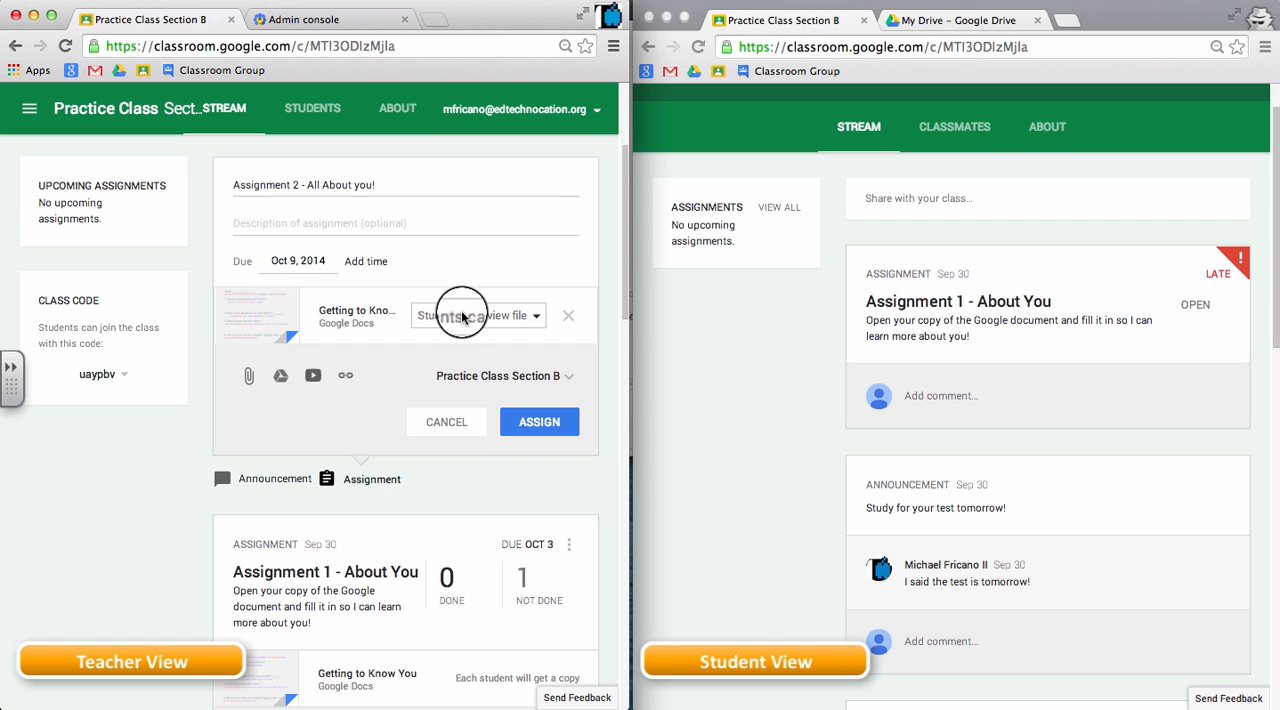 Practice Class Section B
Admin console
https://classroom.google.com/c/MTI3ODIzMjla
Apps
Classroom Group
Practice Class Sect...
STREAM
STUDENTS
ABOUT
mfricano@edtechnocation.org
UPCOMING ASSIGNMENTS
No upcoming
assignments.
CLASS CODE
Students can join the class
with this code:
uaypbv
Assignment 2 - All About you!
Description of assignment (optional)
Due Oct 9, 2014 Add time
Getting to Kno...
Google Docs
Students ca view file
Practice Class Section B
CANCEL
ASSIGN
Announcement
Assignment
ASSIGNMENT Sep 30
DUE OCT 3
Assignment 1 - About You
Open your copy of the Google
document and fill it in so I can
learn more about you!
0
DONE
1
NOT DONE
Getting to Know You
Google Docs
Each student will get a copy
Send Feedback
Teacher View
Practice Class Section B
My Drive - Google Drive
https://classroom.google.com/c/MTI3ODIzMjla
Classroom Group
STREAM
CLASSMATES
ABOUT
ASSIGNMENTS VIEW ALL
No upcoming
assignments.
Share with your class...
ASSIGNMENT Sep 30
LATE
Assignment 1 - About You
OPEN
Open your copy of the Google document and fill it in so I can
learn more about you!
Add comment...
ANNOUNCEMENT Sep 30
Study for your test tomorrow!
Michael Fricano II Sep 30
I said the test is tomorrow!
Add comment...
Send Feedback
Student View